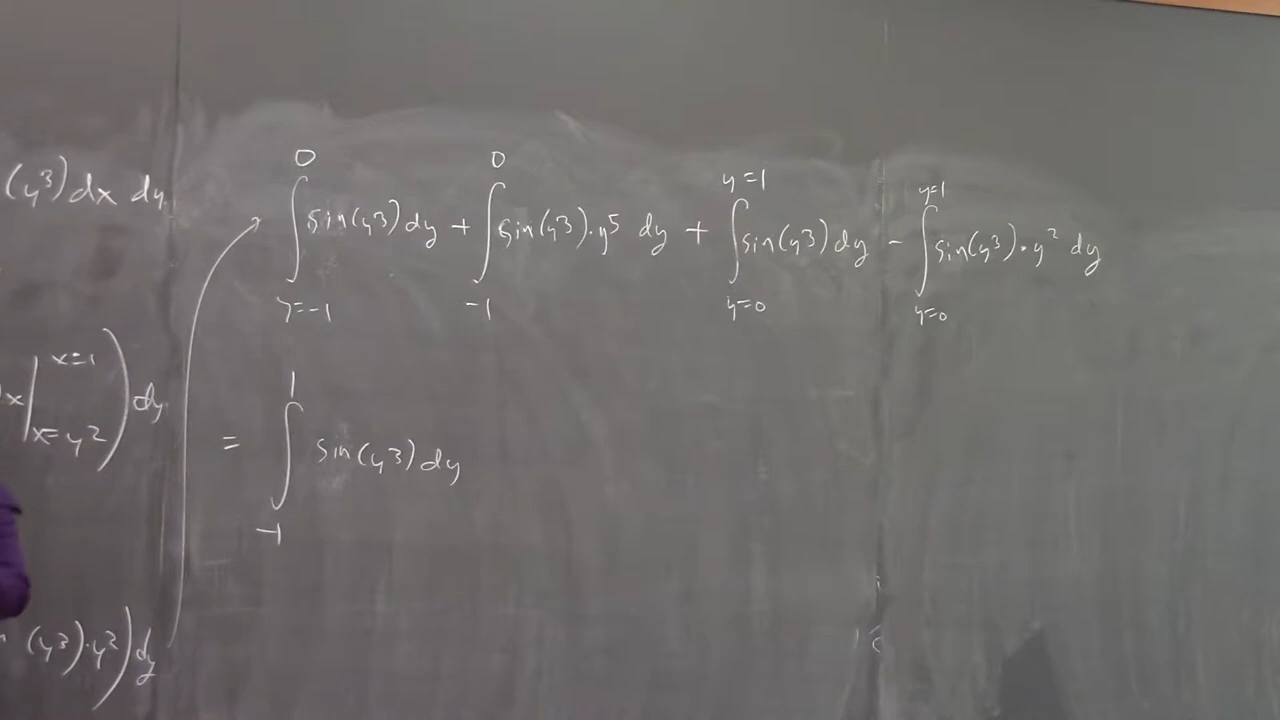 (y³) dx dy
∫_{y=-1}^{0} sin(y³) dy + ∫_{-1}^{0} sin(y³)·y⁵ dy + ∫_{y=0}^{y=1} sin(y³) dy - ∫_{y=0}^{y=1} sin(y³)·y² dy
x|_{x=y²}^{x=1}) dy
= ∫_{-1}^{1} sin(y³) dy
(y³)·y²) dy